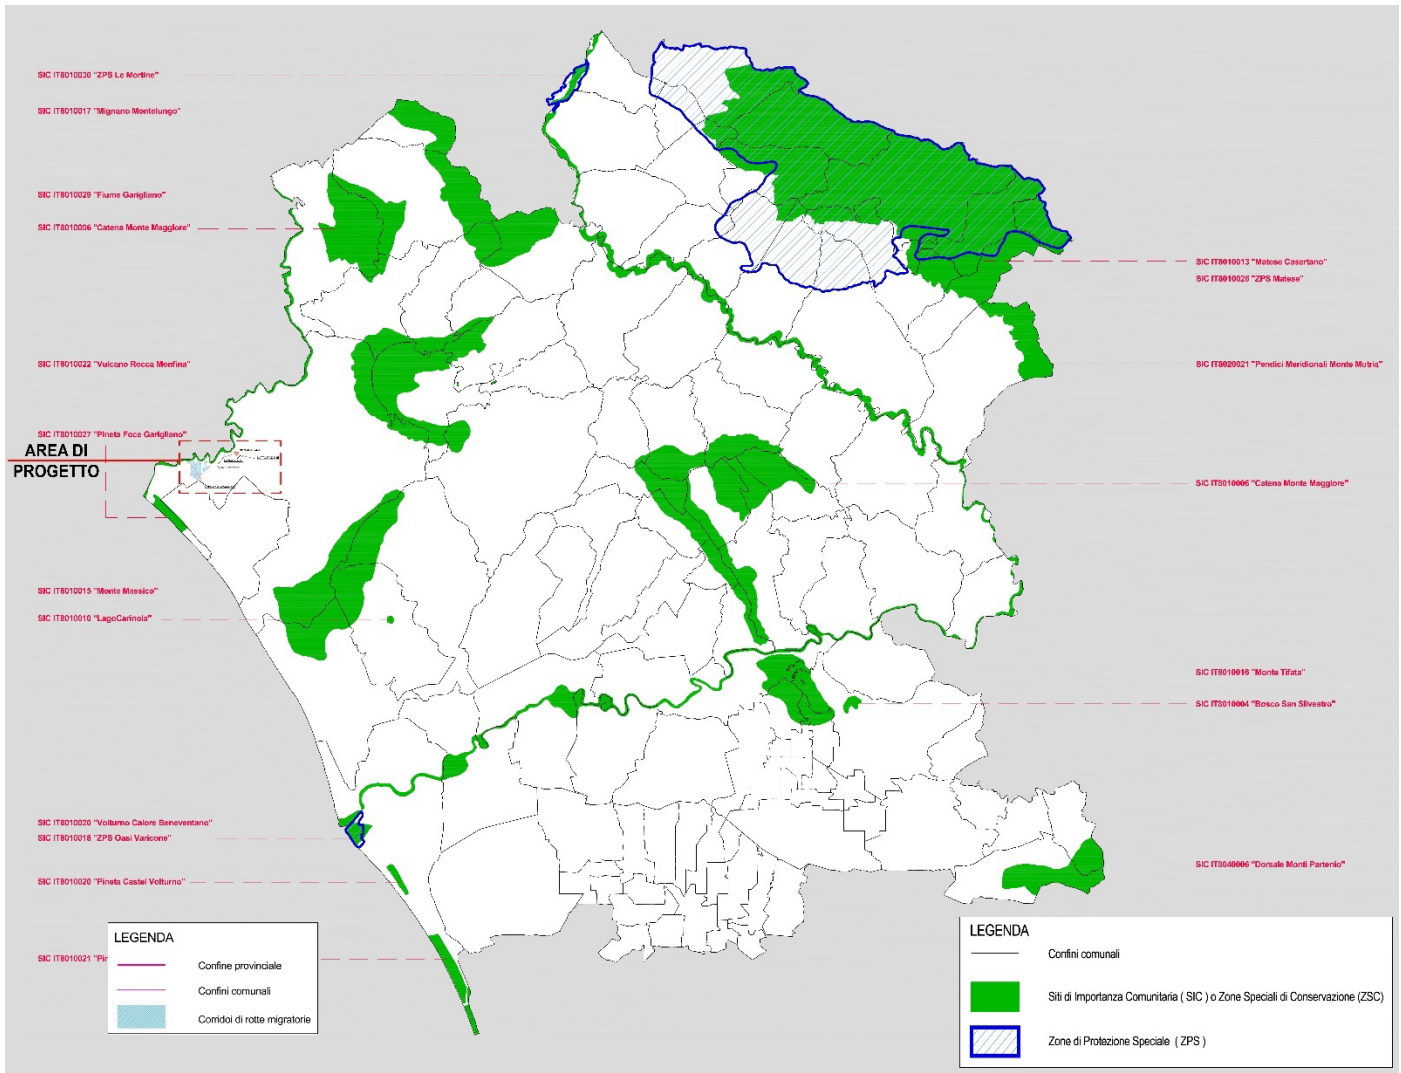 SIC IT8010030 "ZPS Le Mortine"
SIC IT8010017 "Mignano Montelungo"
SIC IT8010029 "Fiume Garigliano"
SIC IT8010006 "Catena Monte Maggiore"
SIC IT8010022 "Vulcano Rocca Monfina"
SIC IT8010027 "Pineta Foce Garigliano"
AREA DI
PROGETTO
SIC IT8010015 "Monte Massico"
SIC IT8010010 "LagoCarinola"
SIC IT8010020 "Volturno Calore Beneventano"
SIC IT8010018 "ZPS Oasi Varicone"
SIC IT8010020 "Pineta Castel Volturno"
SIC IT8010021 "Pin
SIC IT8010013 "Matese Casertano"
SIC IT8010026 "ZPS Matese"
SIC IT8020021 "Pendici Meridionali Monte Mutria"
SIC IT8010006 "Catena Monte Maggiore"
SIC IT8010016 "Monte Tifata"
SIC IT8010004 "Bosco San Silvestro"
SIC IT8040006 "Dorsale Monti Partenio"
LEGENDA
Confine provinciale
Confini comunali
Corridoi di rotte migratorie
LEGENDA
Confini comunali
Siti di Importanza Comunitaria ( SIC ) o Zone Speciali di Conservazione (ZSC)
Zone di Protezione Speciale ( ZPS )